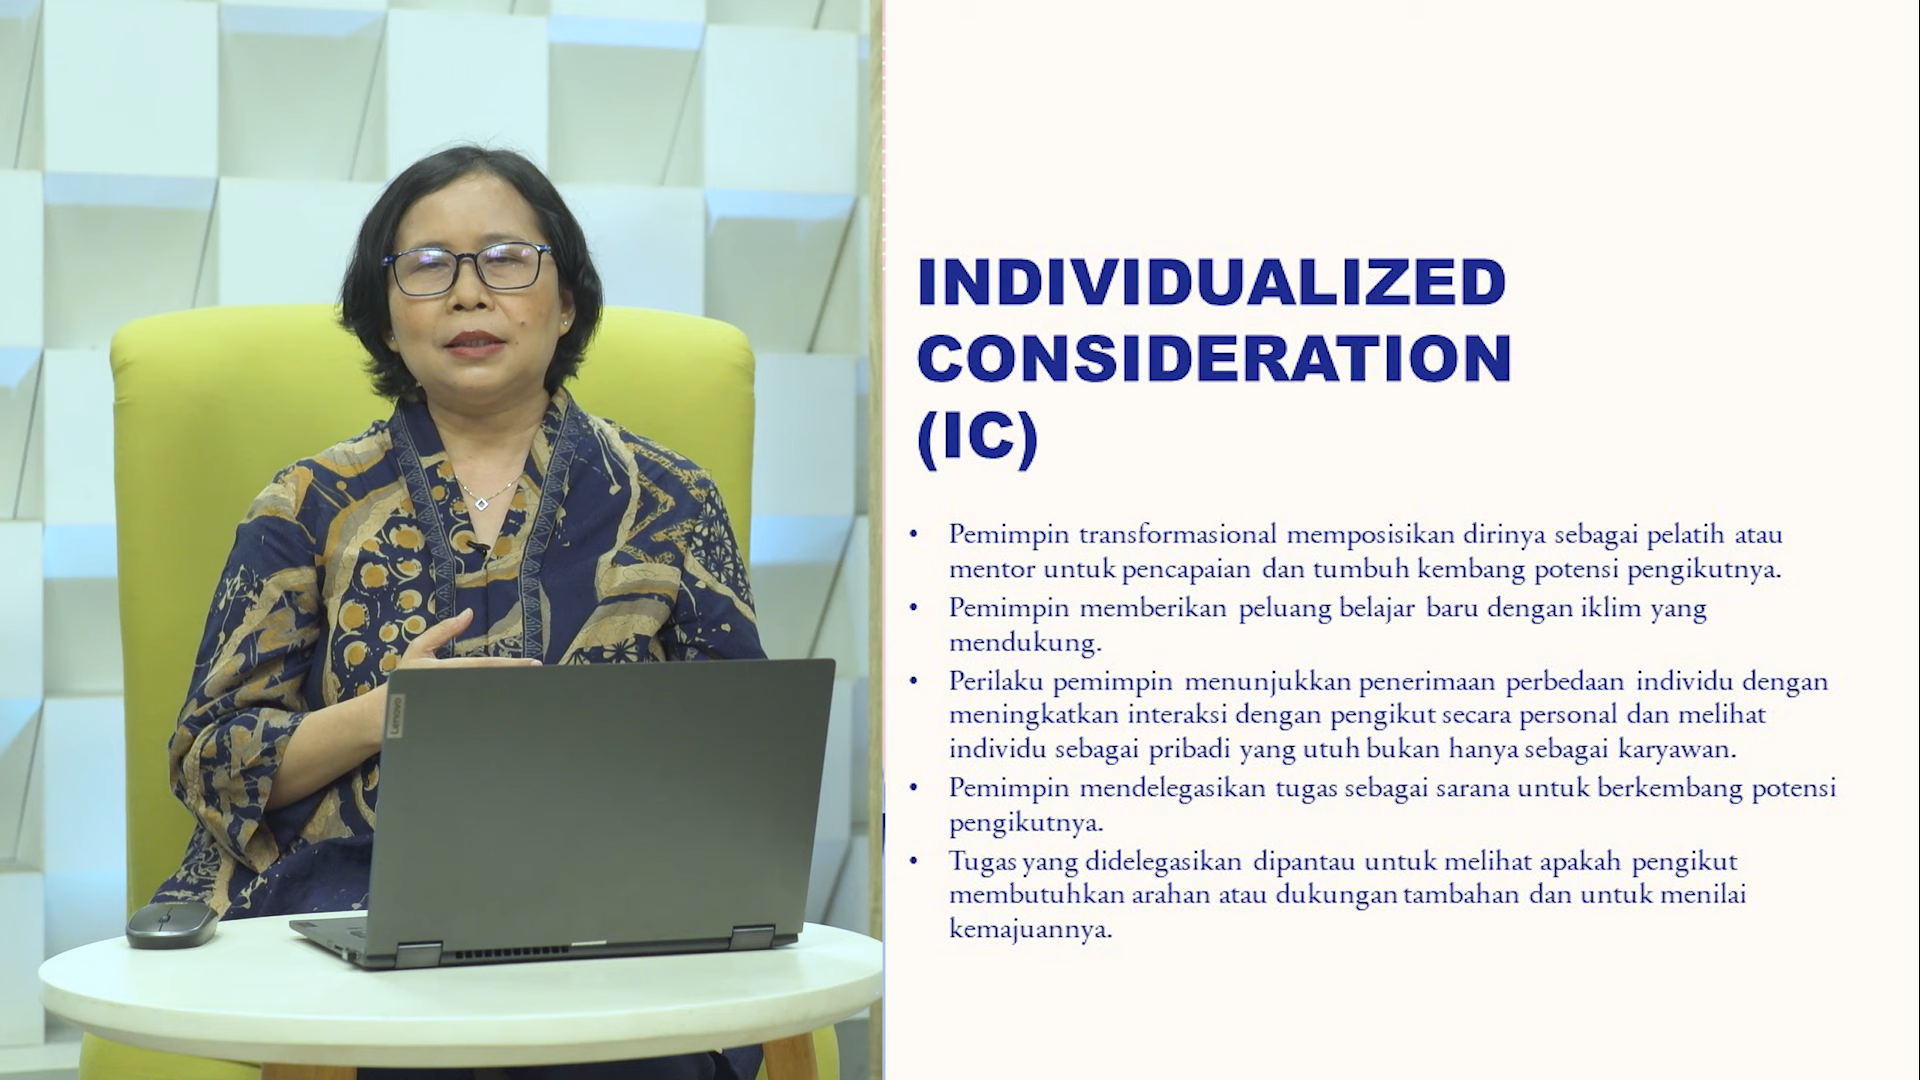 INDIVIDUALIZED
CONSIDERATION
(IC)
• Pemimpin transformasional memposisikan dirinya sebagai pelatih atau
mentor untuk pencapaian dan tumbuh kembang potensi pengikutnya.
• Pemimpin memberikan peluang belajar baru dengan iklim yang
mendukung.
• Perilaku pemimpin menunjukkan penerimaan perbedaan individu dengan
meningkatkan interaksi dengan pengikut secara personal dan melihat
individu sebagai pribadi yang utuh bukan hanya sebagai karyawan.
• Pemimpin mendelegasikan tugas sebagai sarana untuk berkembang potensi
pengikutnya.
• Tugas yang didelegasikan dipantau untuk melihat apakah pengikut
membutuhkan arahan atau dukungan tambahan dan untuk menilai
kemajuannya.
Lenovo